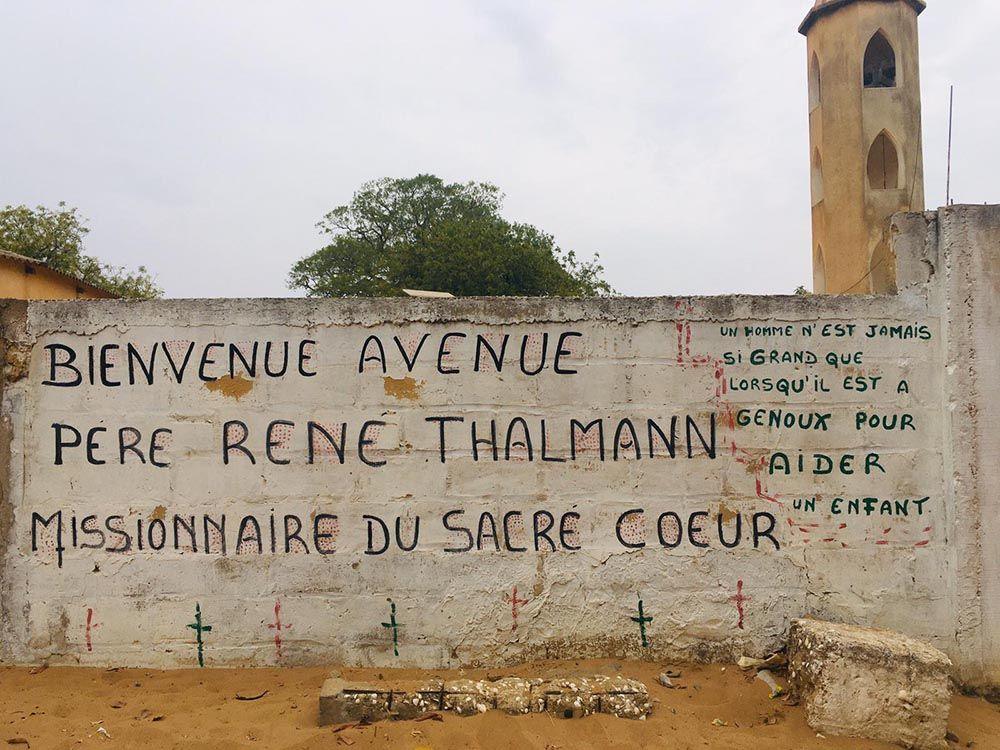 BIENVENUE AVENUE
PERE RENE THALMANN
MISSIONNAIRE DU SACRÉ COEUR
UN HOMME N'EST JAMAIS
SI GRAND QUE
LORSQU'IL EST A
GENOUX POUR
AIDER
UN ENFANT.